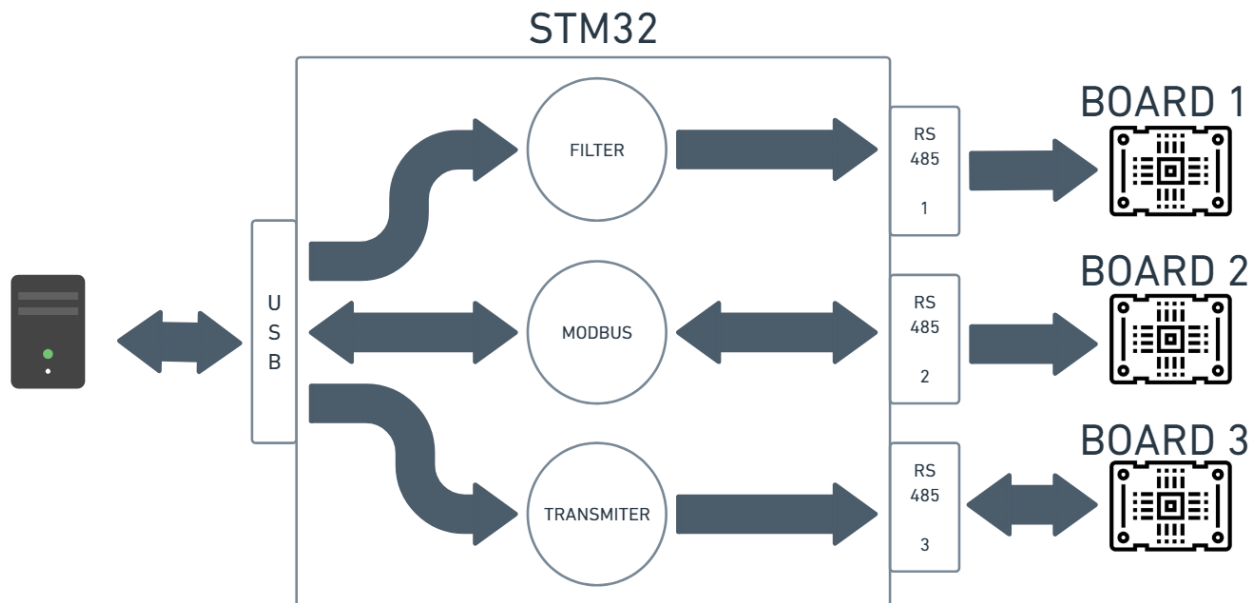 STM32
FILTER
RS
485
1
BOARD 1
U
S
B
MODBUS
RS
485
2
BOARD 2
TRANSMITER
RS
485
3
BOARD 3